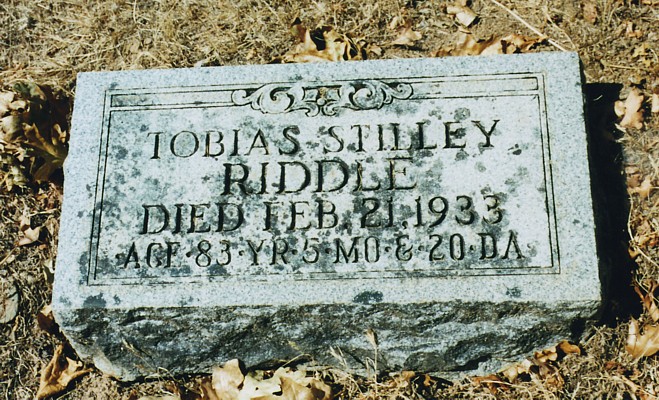 TOBIAS STILLEY
RIDDLE
DIED FEB. 21, 1933
AGE · 83 · YR · 5 · MO · & · 20 · DA